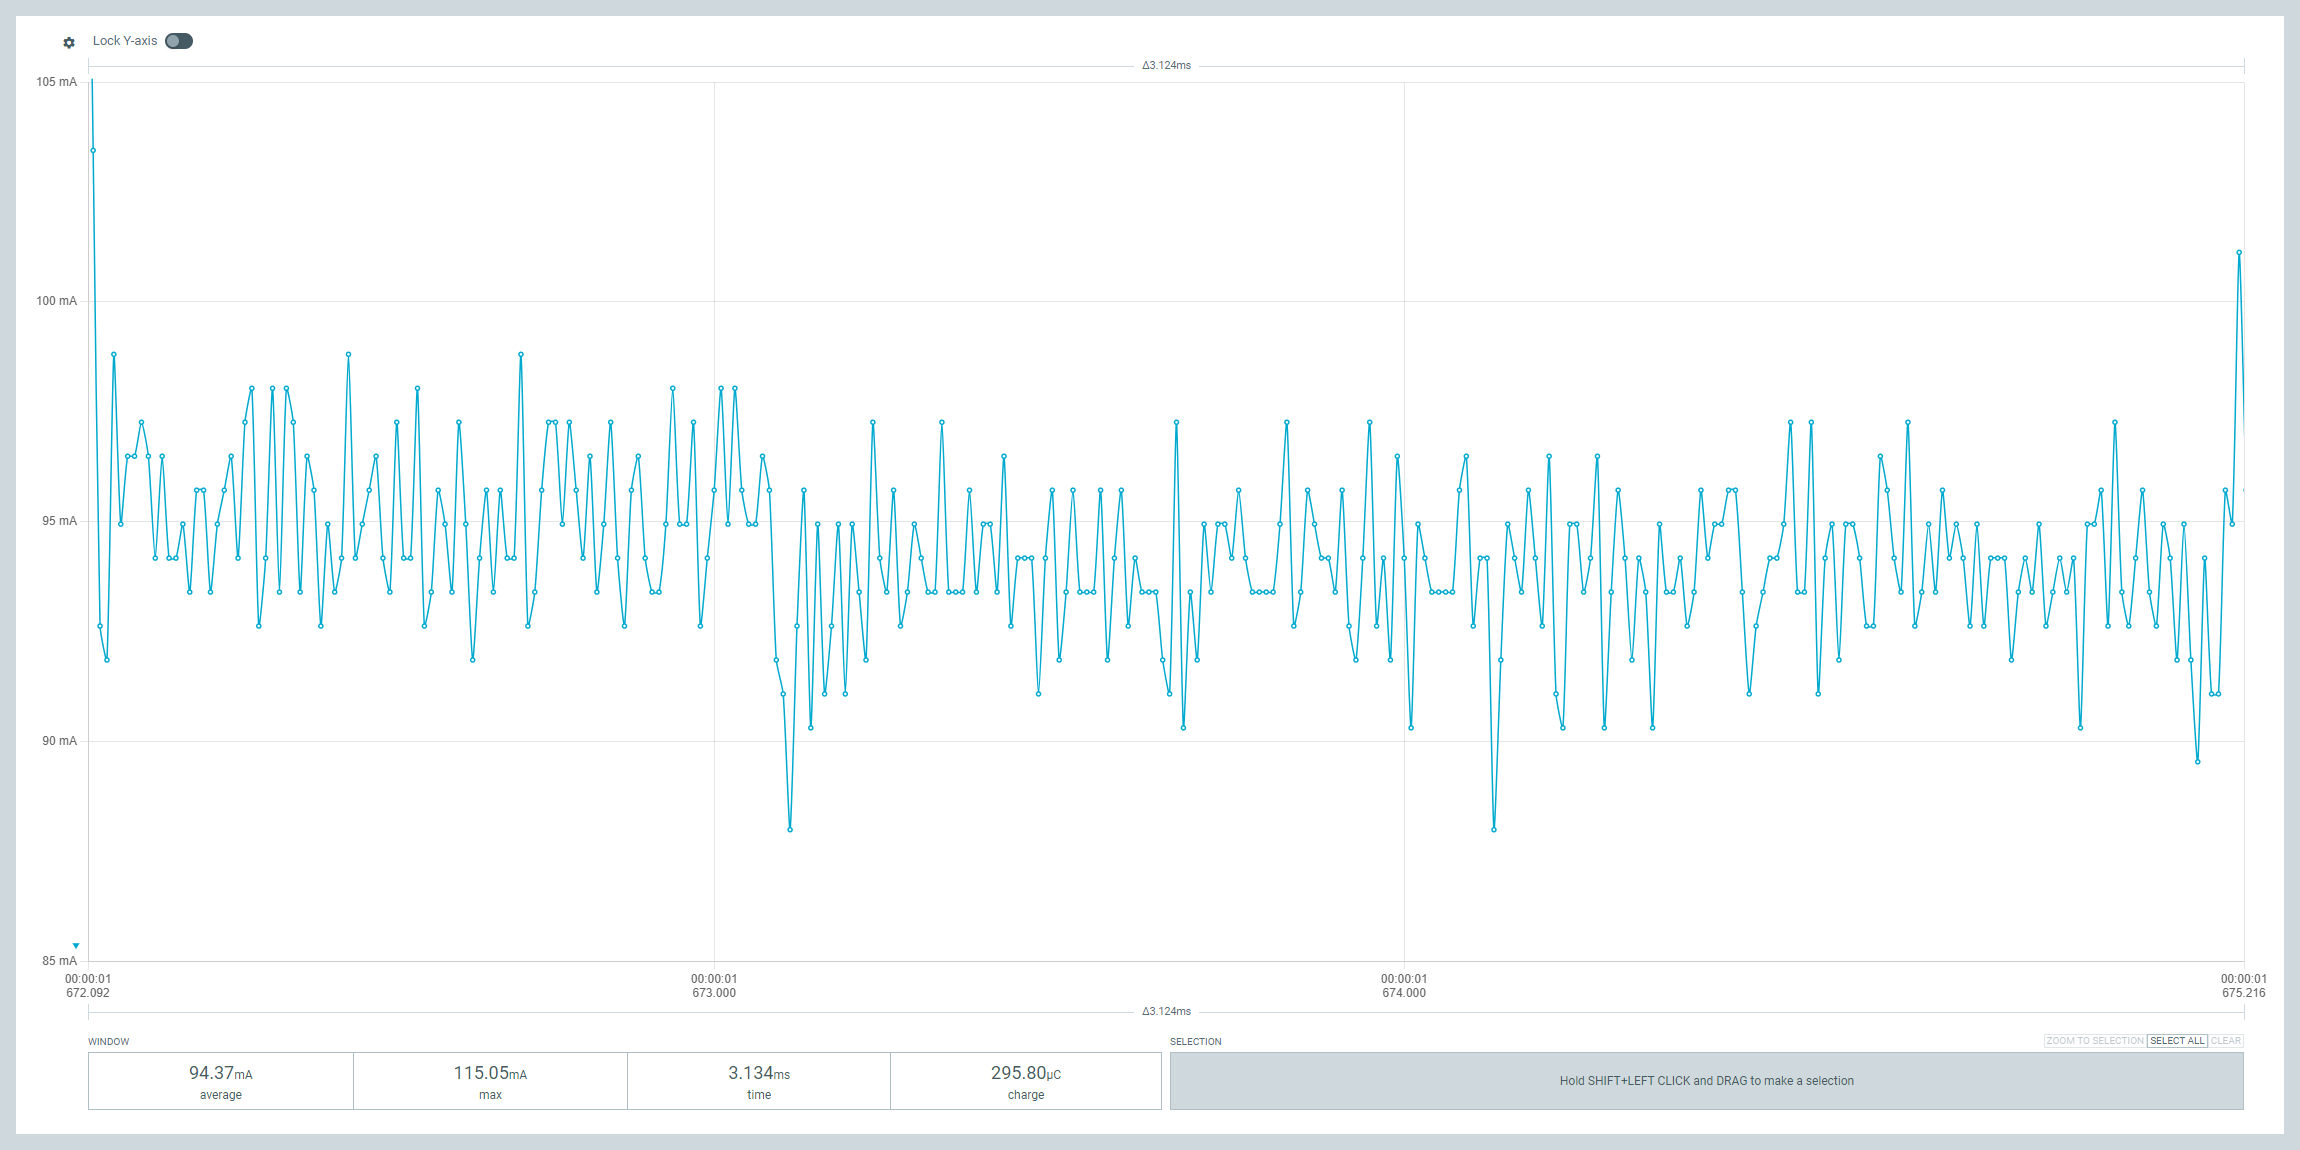 Lock Y-axis
Δ3.124ms
105 mA
100 mA
95 mA
90 mA
85 mA
00:00:01 00:00:01 00:00:01 00:00:01
672.092 673.000 674.000 675.216
Δ3.124ms
WINDOW SELECTION ZOOM TO SELECTION SELECT ALL CLEAR
94.37mA 115.05mA 3.134ms 295.80μC
average max time charge
Hold SHIFT+LEFT CLICK and DRAG to make a selection